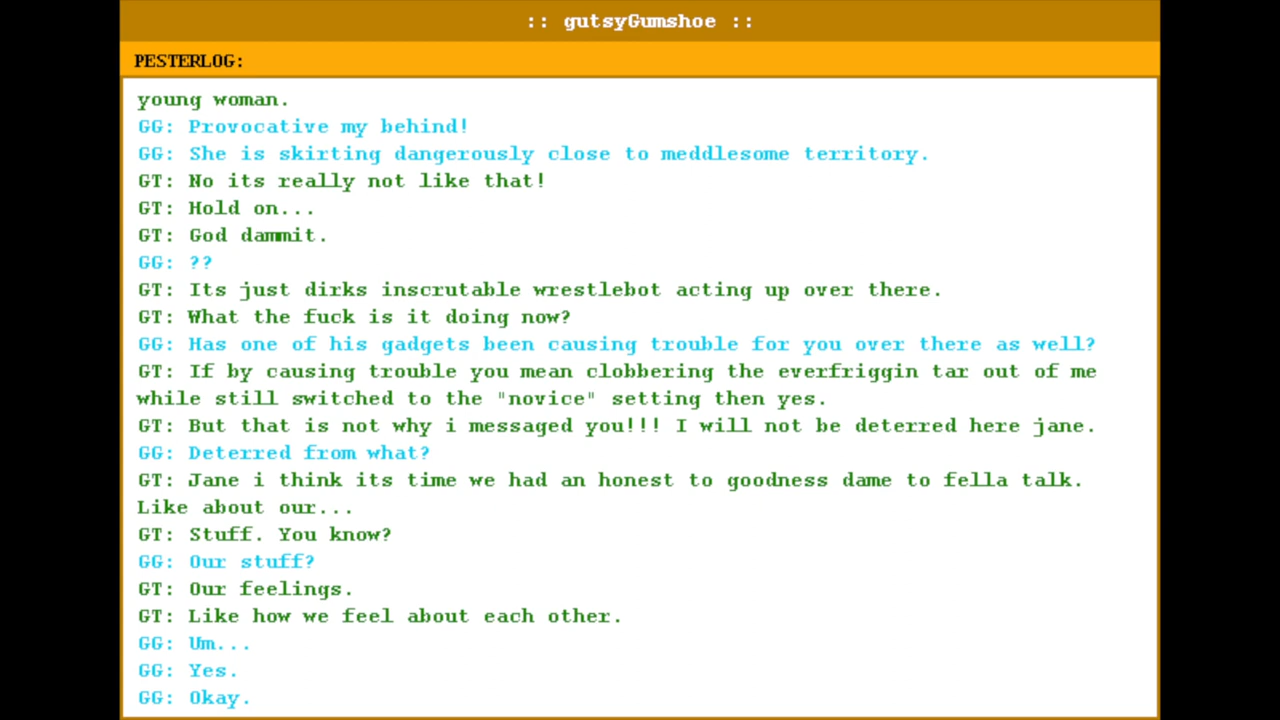 :: gutsyGumshoe ::
PESTERLOG:
young woman.
GG: Provocative my behind!
GG: She is skirting dangerously close to meddlesome territory.
GT: No its really not like that!
GT: Hold on...
GT: God dammit.
GG: ??
GT: Its just dirks inscrutable wrestlebot acting up over there.
GT: What the fuck is it doing now?
GG: Has one of his gadgets been causing trouble for you over there as well?
GT: If by causing trouble you mean clobbering the everfriggin tar out of me
while still switched to the "novice" setting then yes.
GT: But that is not why i messaged you!!! I will not be deterred here jane.
GG: Deterred from what?
GT: Jane i think its time we had an honest to goodness dame to fella talk.
Like about our...
GT: Stuff. You know?
GG: Our stuff?
GT: Our feelings.
GT: Like how we feel about each other.
GG: Um...
GG: Yes.
GG: Okay.